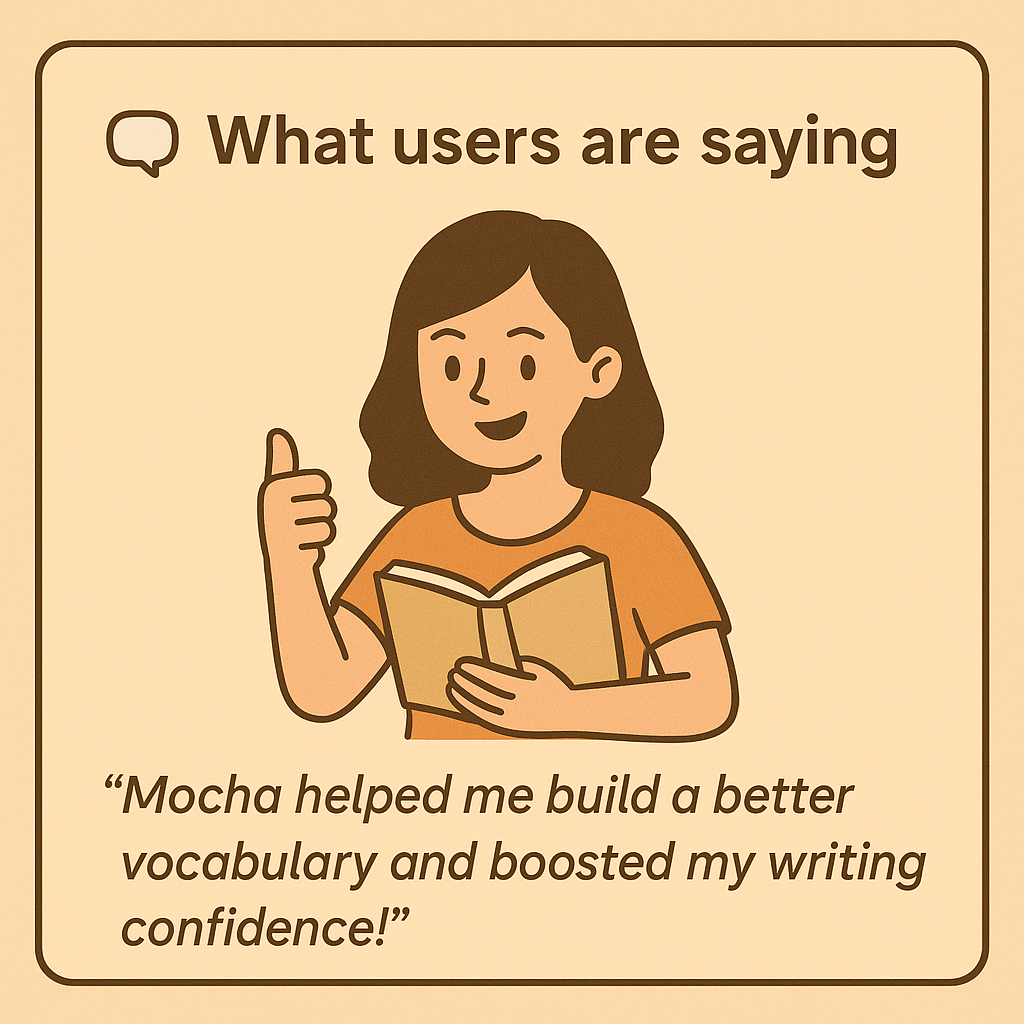 What users are saying
“Mocha helped me build a better
vocabulary and boosted my writing
confidence!”